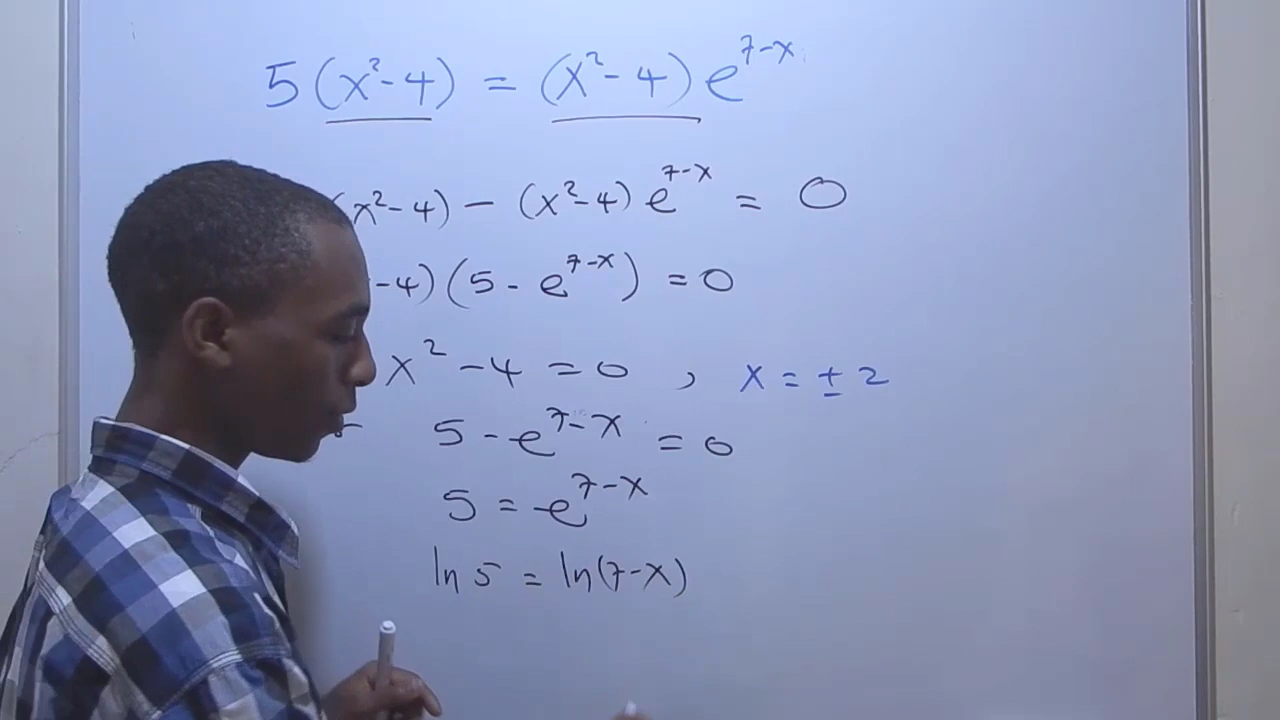 5(x²-4) = (x²-4)e^{7-x}
x²-4) - (x²-4)e^{7-x} = 0
-4)(5-e^{7-x}) = 0
x²-4=0 , x=±2
5-e^{7-x} = 0
5 = e^{7-x}
ln 5 = ln(7-x)